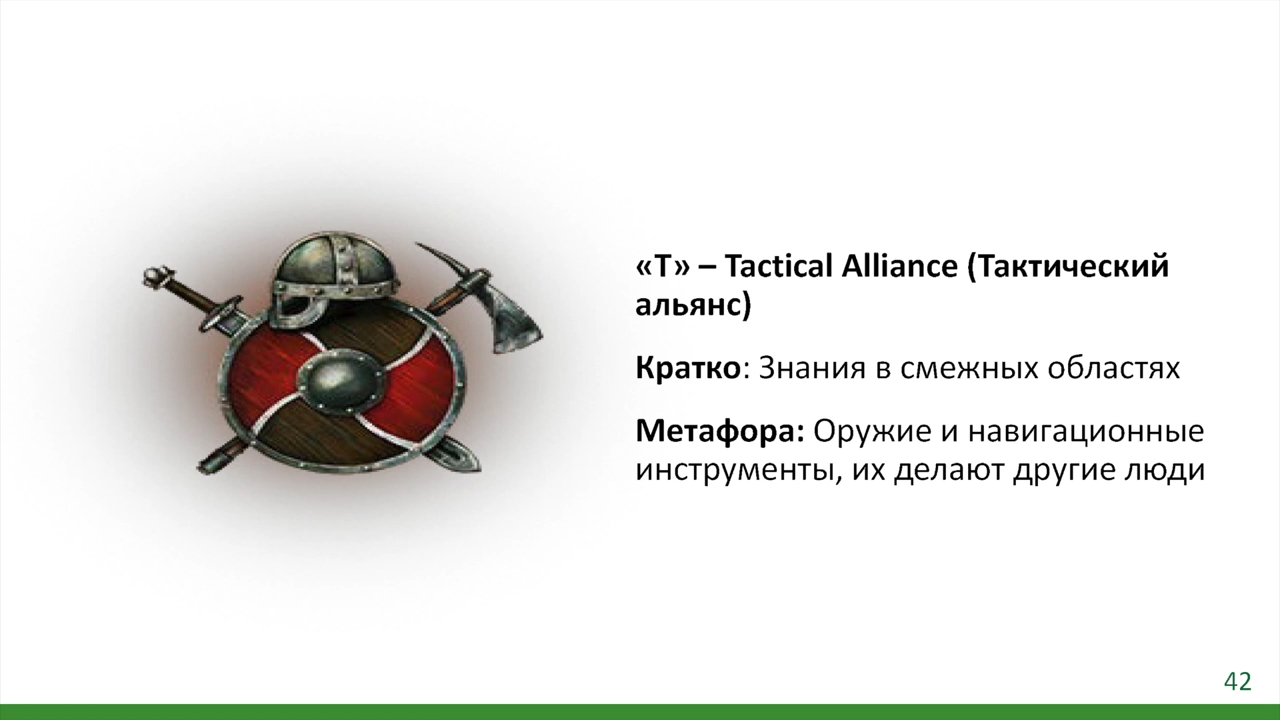 «Т» – Tactical Alliance (Тактический
альянс)
Кратко: Знания в смежных областях
Метафора: Оружие и навигационные
инструменты, их делают другие люди
42